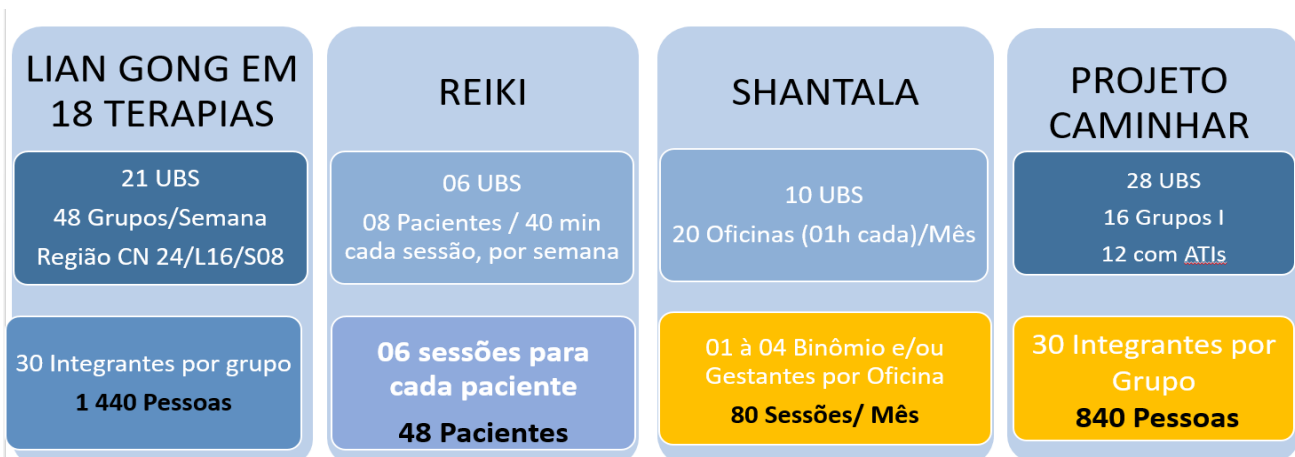 LIAN GONG EM
18 TERAPIAS
21 UBS
48 Grupos/Semana
Região CN 24/L16/S08
30 Integrantes por grupo
1 440 Pessoas
REIKI
06 UBS
08 Pacientes / 40 min
cada sessão, por semana
06 sessões para
cada paciente
48 Pacientes
SHANTALA
10 UBS
20 Oficinas (01h cada)/Mês
01 à 04 Binômio e/ou
Gestantes por Oficina
80 Sessões/ Mês
PROJETO
CAMINHAR
28 UBS
16 Grupos I
12 com ATIs
30 Integrantes por
Grupo
840 Pessoas